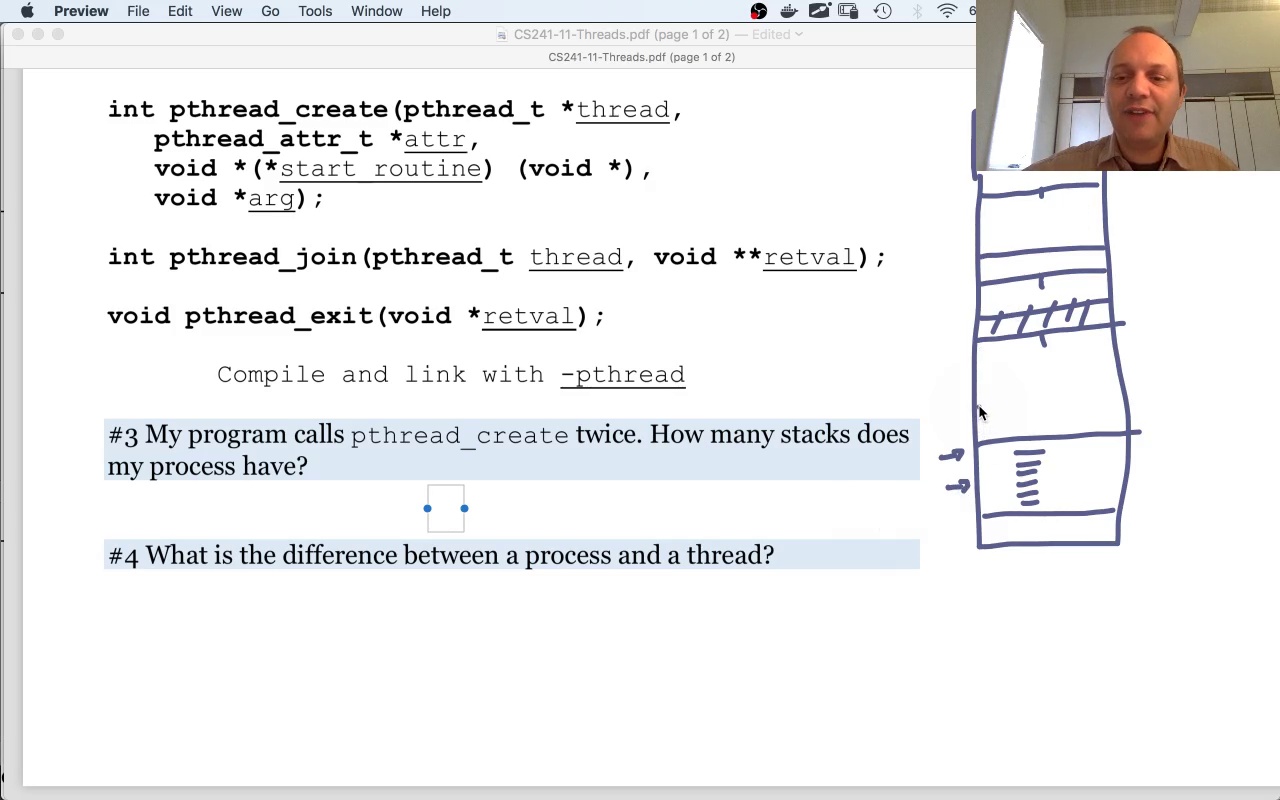 Preview File Edit View Go Tools Window Help 6
CS241-11-Threads.pdf (page 1 of 2) — Edited
CS241-11-Threads.pdf (page 1 of 2)
int pthread_create(pthread_t *thread,
pthread_attr_t *attr,
void *(*start_routine) (void *),
void *arg);
int pthread_join(pthread_t thread, void **retval);
void pthread_exit(void *retval);
Compile and link with -pthread
#3 My program calls pthread_create twice. How many stacks does
my process have?
#4 What is the difference between a process and a thread?